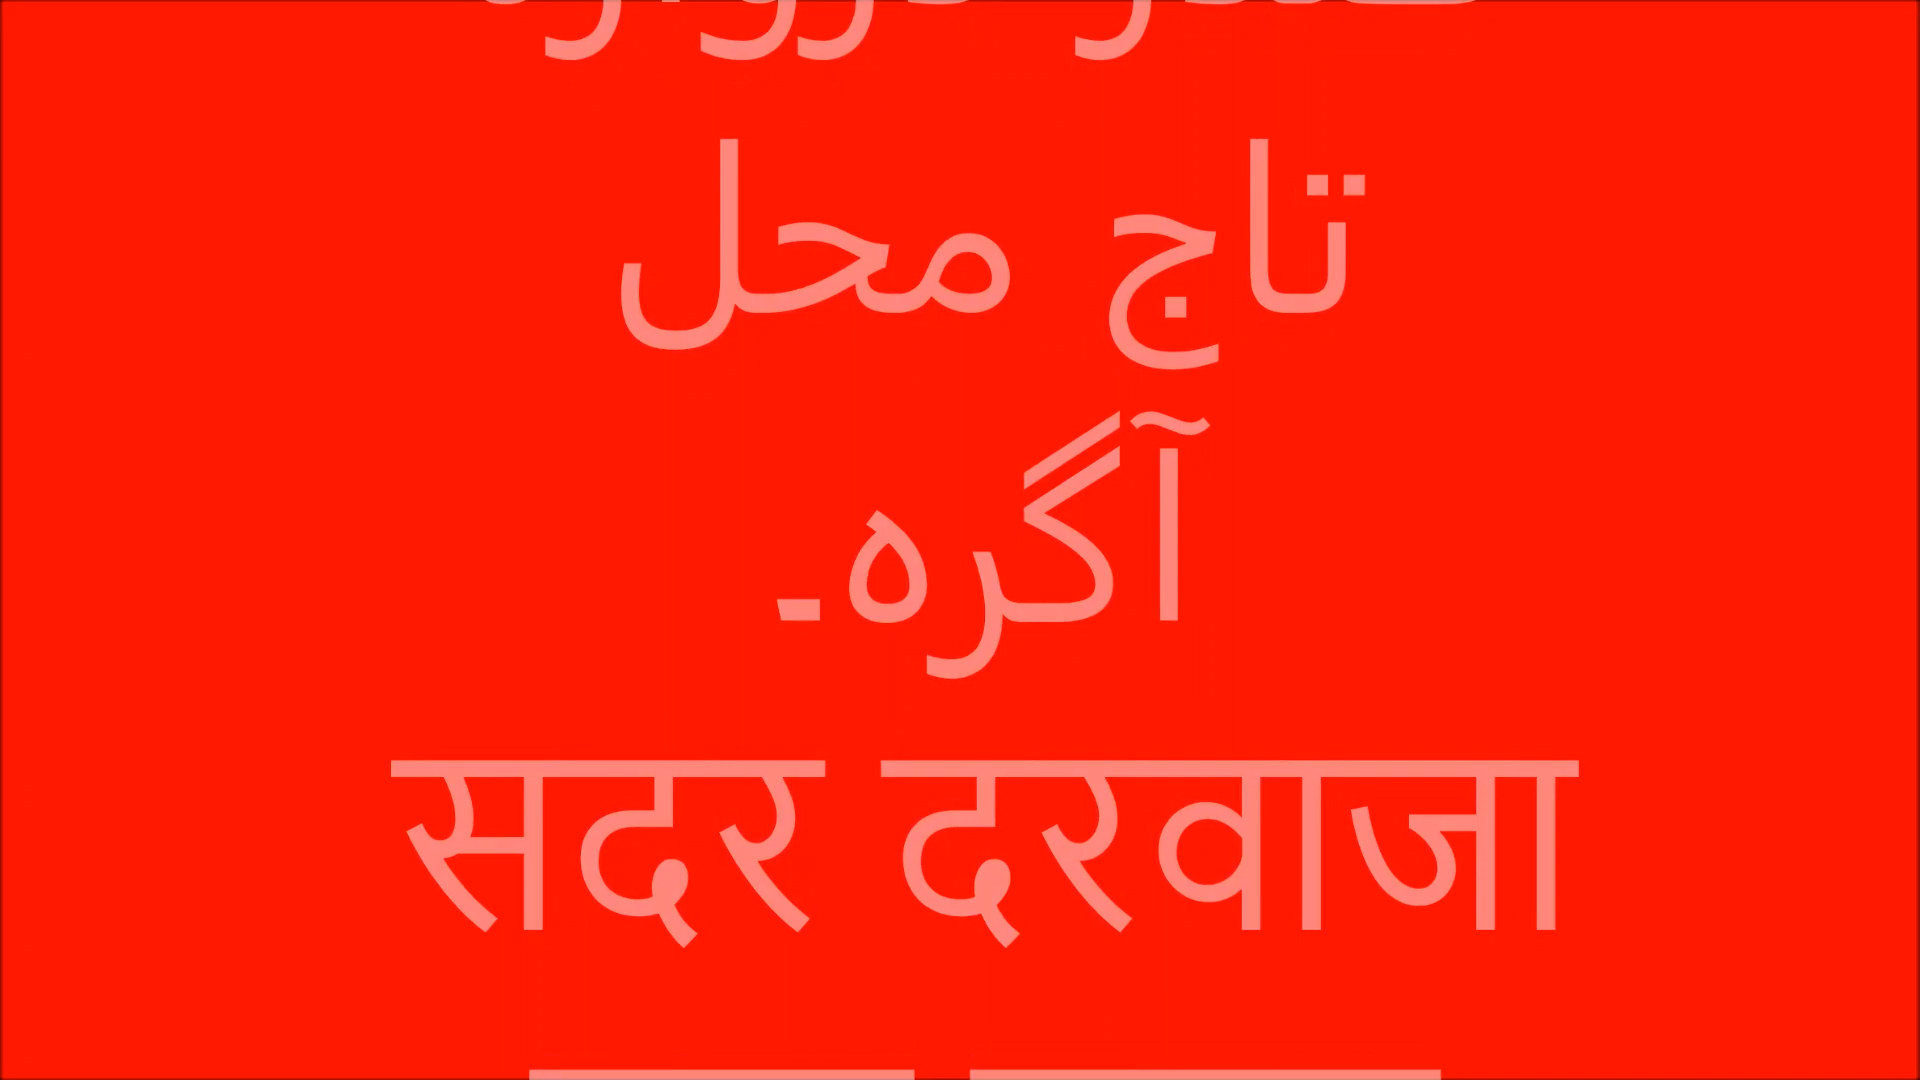 تاج محل
آگرہ۔
सदर दरवाजा